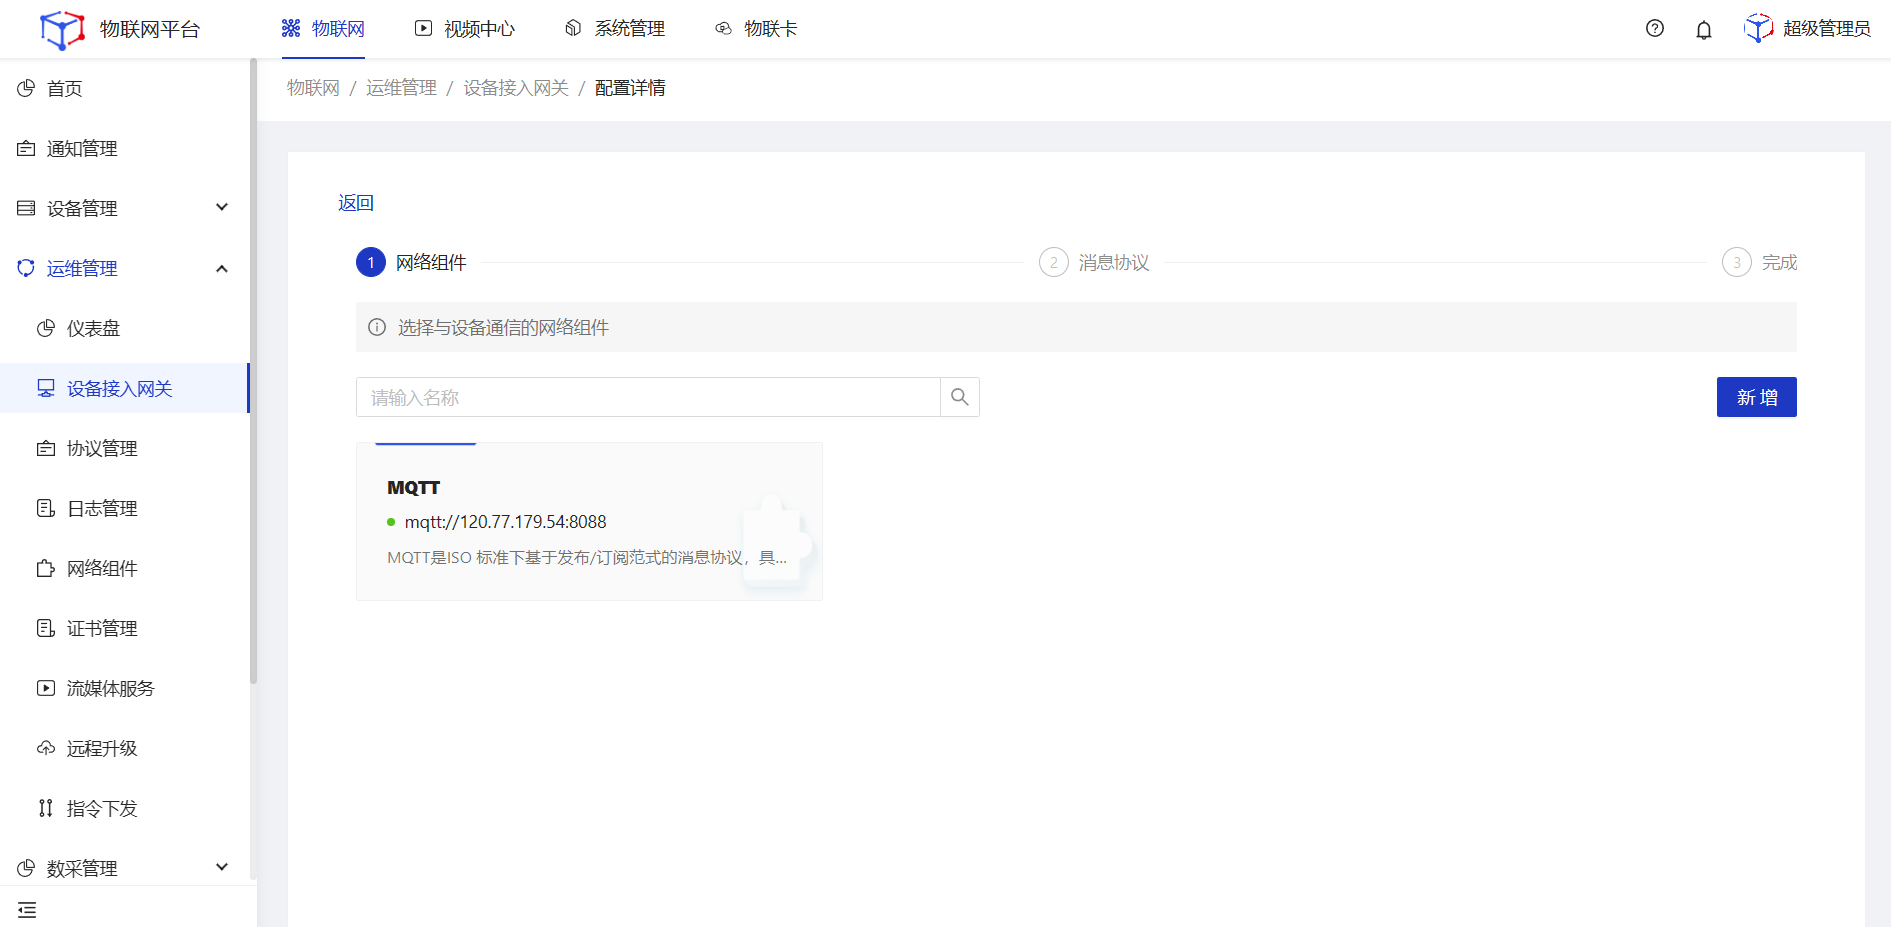 物联网平台
物联网
视频中心
系统管理
物联卡
超级管理员
首页
通知管理
设备管理
运维管理
仪表盘
设备接入网关
协议管理
日志管理
网络组件
证书管理
流媒体服务
远程升级
指令下发
数采管理
物联网 / 运维管理 / 设备接入网关 / 配置详情
返回
1 网络组件
2 消息协议
3 完成
选择与设备通信的网络组件
请输入名称
新增
MQTT
mqtt://120.77.179.54:8088
MQTT是ISO 标准下基于发布/订阅范式的消息协议，具...